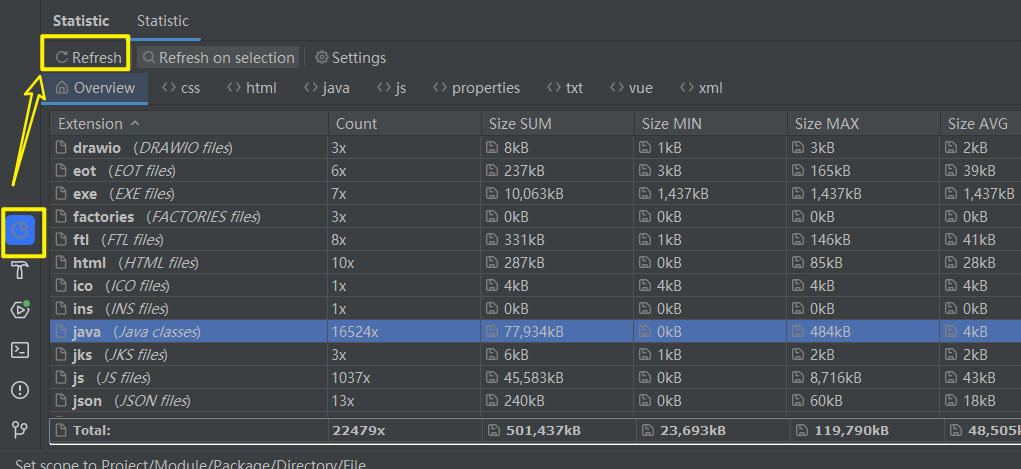 Statistic Statistic
Refresh Refresh on selection Settings
Overview <> css <> html <> java <> js <> properties <> txt <> vue <> xml
Extension Count Size SUM Size MIN Size MAX Size AVG
drawio (DRAWIO files) 3x 8kB 1kB 3kB 2kB
eot (EOT files) 6x 237kB 3kB 165kB 39kB
exe (EXE files) 7x 10,063kB 1,437kB 1,437kB 1,437kB
factories (FACTORIES files) 3x 0kB 0kB 0kB 0kB
ftl (FTL files) 8x 331kB 1kB 146kB 41kB
html (HTML files) 10x 287kB 0kB 85kB 28kB
ico (ICO files) 1x 4kB 4kB 4kB 4kB
ins (INS files) 1x 0kB 0kB 0kB 0kB
java (Java classes) 16524x 77,934kB 0kB 484kB 4kB
jks (JKS files) 3x 6kB 1kB 2kB 2kB
js (JS files) 1037x 45,583kB 0kB 8,716kB 43kB
json (JSON files) 13x 240kB 0kB 60kB 18kB
Total: 22479x 501,437kB 23,693kB 119,790kB 48,505k
Set scope to Project/Module/Package/Directory/File